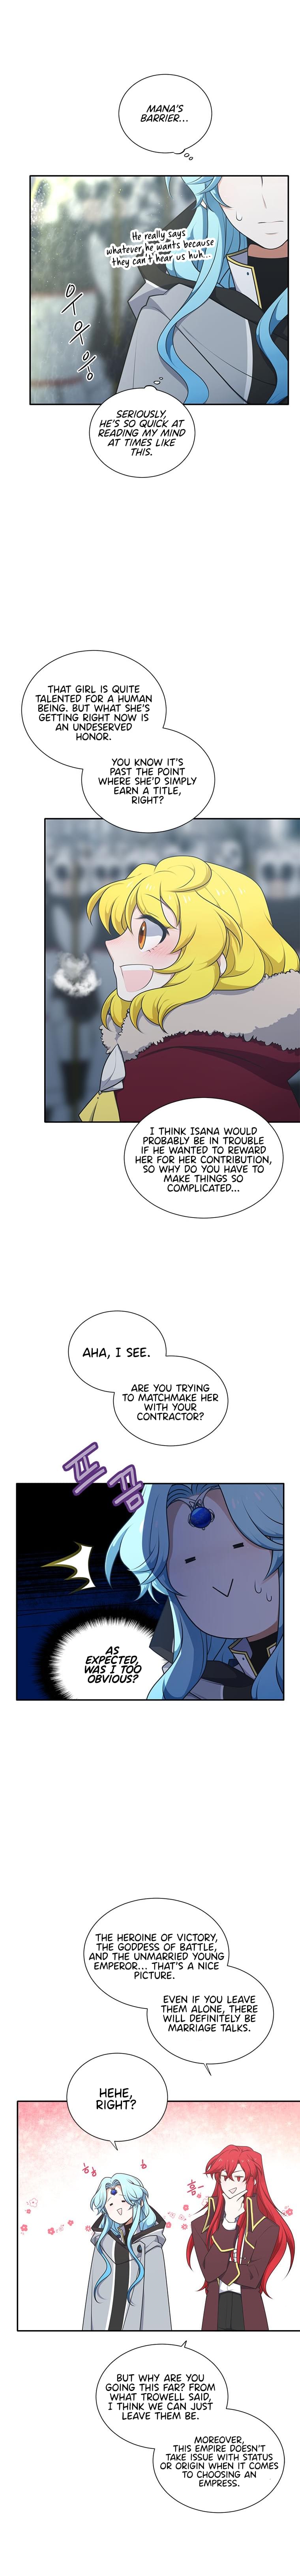 MANA'S
BARRIER...
He really says
whatever he wants because
they can't hear us huh...
우우웅
SERIOUSLY,
HE'S SO QUICK AT
READING MY MIND
AT TIMES LIKE
THIS.
THAT GIRL IS QUITE
TALENTED FOR A HUMAN
BEING. BUT WHAT SHE'S
GETTING RIGHT NOW IS
AN UNDESERVED
HONOR.
YOU KNOW IT'S
PAST THE POINT
WHERE SHE'D SIMPLY
EARN A TITLE,
RIGHT?
I THINK ISANA WOULD
PROBABLY BE IN TROUBLE
IF HE WANTED TO REWARD
HER FOR HER CONTRIBUTION,
SO WHY DO YOU HAVE TO
MAKE THINGS SO
COMPLICATED...
AHA, I SEE.
ARE YOU TRYING
TO MATCHMAKE HER
WITH YOUR
CONTRACTOR?
AS
EXPECTED,
WAS I TOO
OBVIOUS?
THE HEROINE OF VICTORY,
THE GODDESS OF BATTLE,
AND THE UNMARRIED YOUNG
EMPEROR... THAT'S A NICE
PICTURE.
EVEN IF YOU LEAVE
THEM ALONE, THERE
WILL DEFINITELY BE
MARRIAGE TALKS.
HEHE,
RIGHT?
흠~
BUT WHY ARE YOU
GOING THIS FAR? FROM
WHAT TROWELL SAID,
I THINK WE CAN JUST
LEAVE THEM BE.
MOREOVER,
THIS EMPIRE DOESN'T
TAKE ISSUE WITH STATUS
OR ORIGIN WHEN IT COMES
TO CHOOSING AN
EMPRESS.